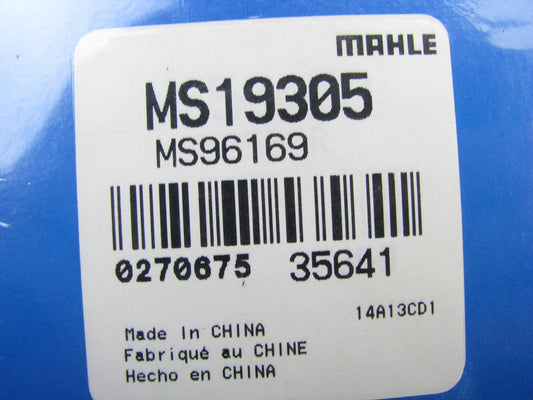 MAHLE
MS19305
MS96169
0270675 35641
14A13CD1
Made In CHINA
Fabriqué au CHINE
Hecho en CHINA